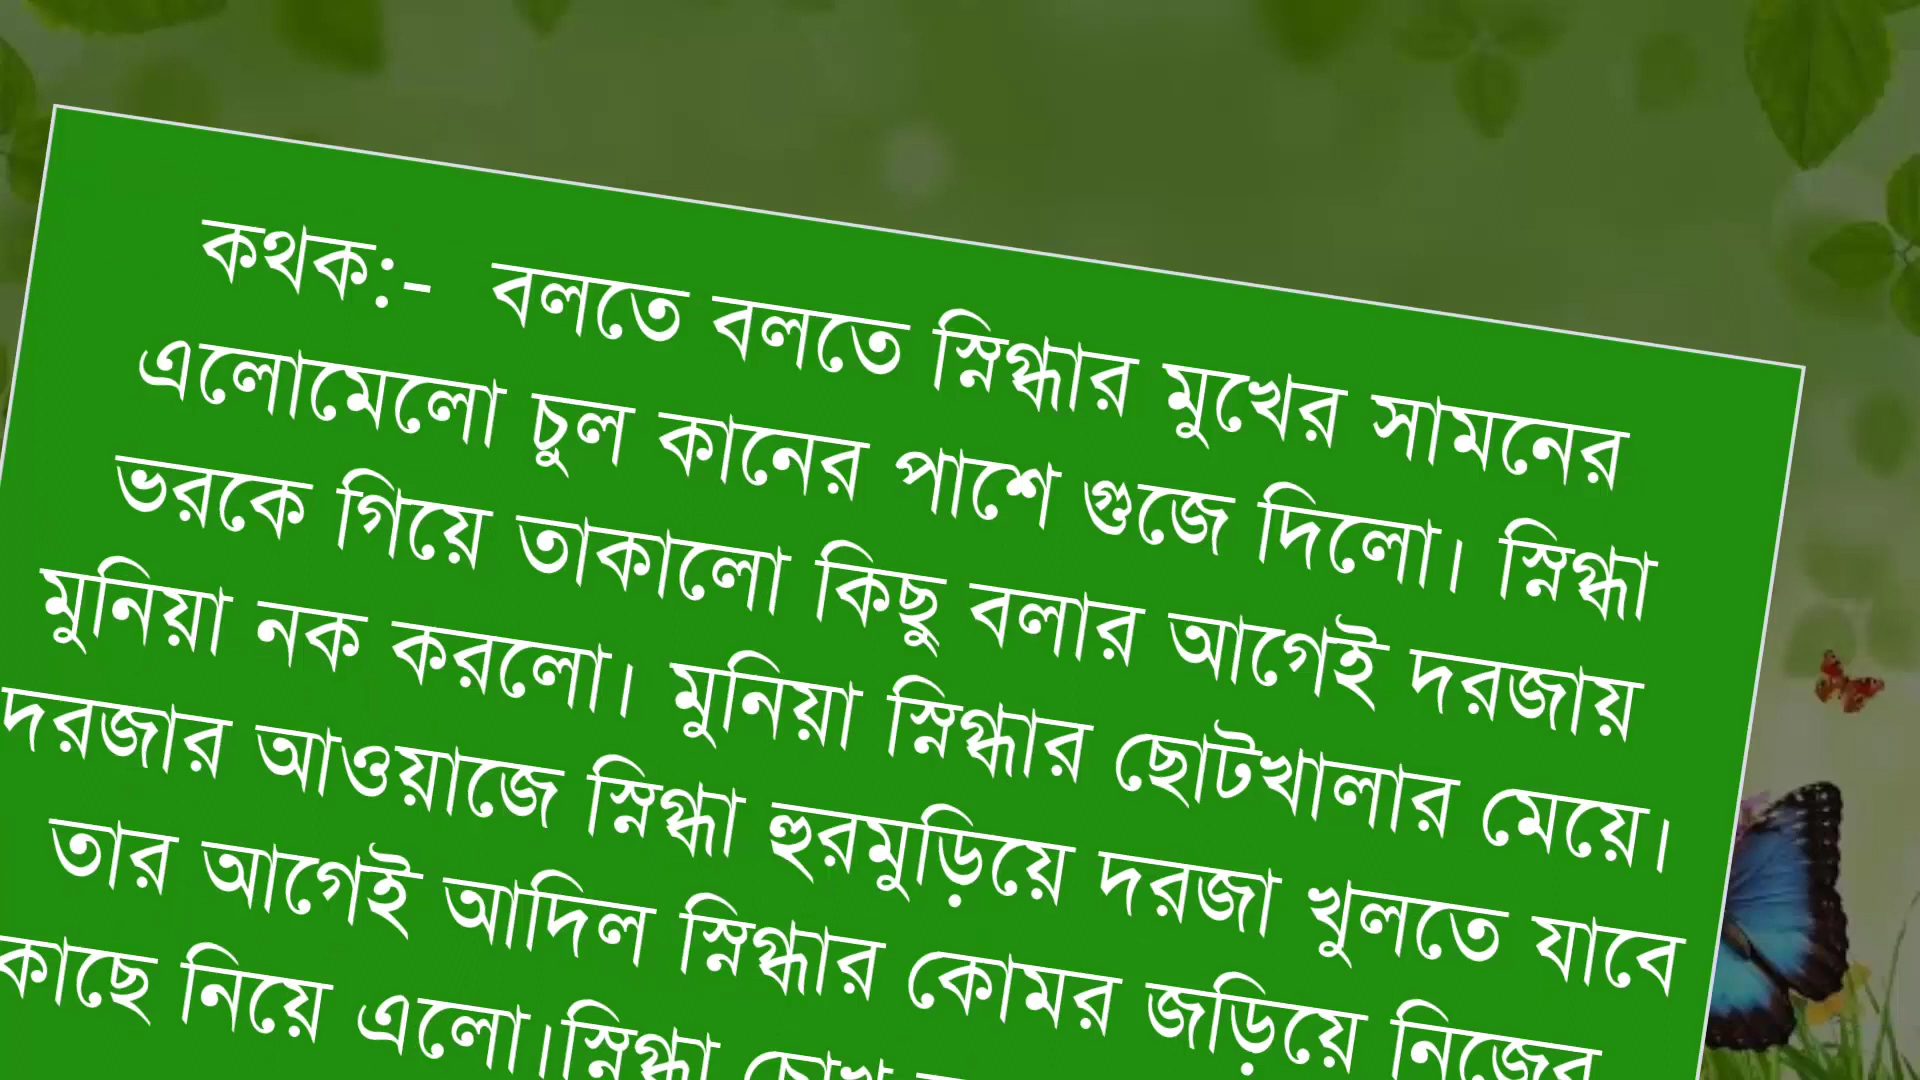 কথক:- বলতে বলতে স্নিগ্ধার মুখের সামনের
এলোমেলো চুল কানের পাশে গুজে দিলো। স্নিগ্ধা
ভরকে গিয়ে তাকালো কিছু বলার আগেই দরজায়
মুনিয়া নক করলো। মুনিয়া স্নিগ্ধার ছোটখালার মেয়ে।
দরজার আওয়াজে স্নিগ্ধা হুরমুড়িয়ে দরজা খুলতে যাবে
তার আগেই আদিল স্নিগ্ধার কোমর জড়িয়ে নিজের
কাছে নিয়ে এলো।স্নিগ্ধা চোখ